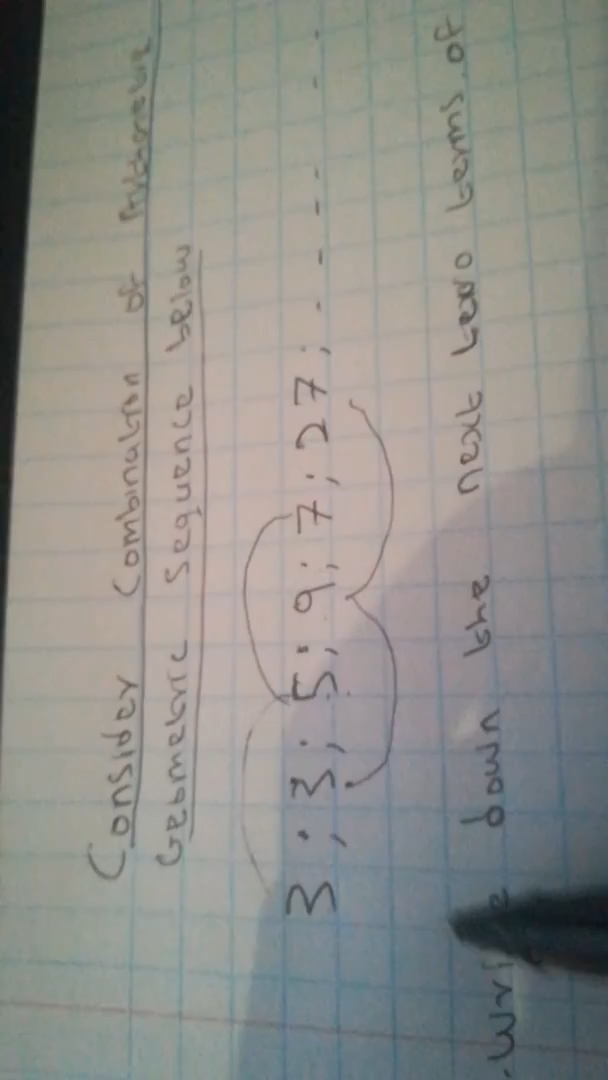 Consider Combination of Arithmetic
Geometric Sequence below
3 ; 3 ; 5 ; 9 ; 7 ; 27 ; . . - - - . .
down the next two terms of